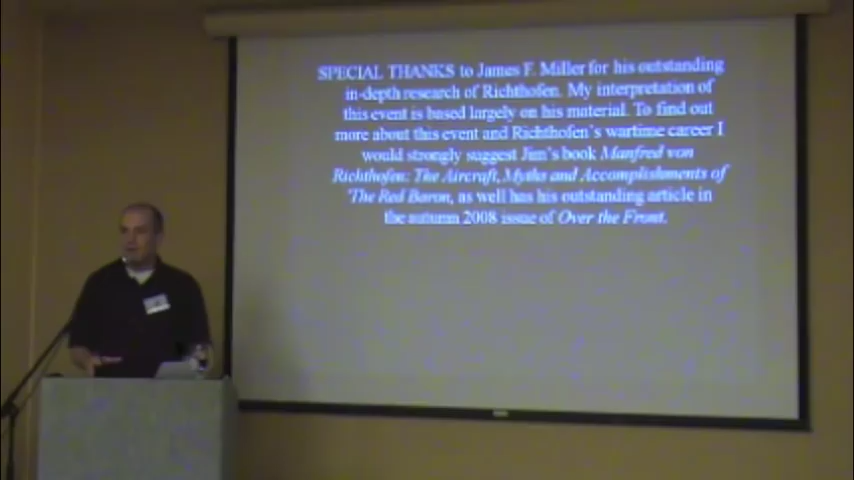 SPECIAL THANKS to James F. Miller for his outstanding
in-depth research of Richthofen. My interpretation of
this event is based largely on his material. To find out
more about this event and Richthofen's wartime career I
would strongly suggest Jim's book Manfred von
Richthofen: The Aircraft, Myths and Accomplishments of
'The Red Baron, as well has his outstanding article in
the autumn 2008 issue of Over the Front.